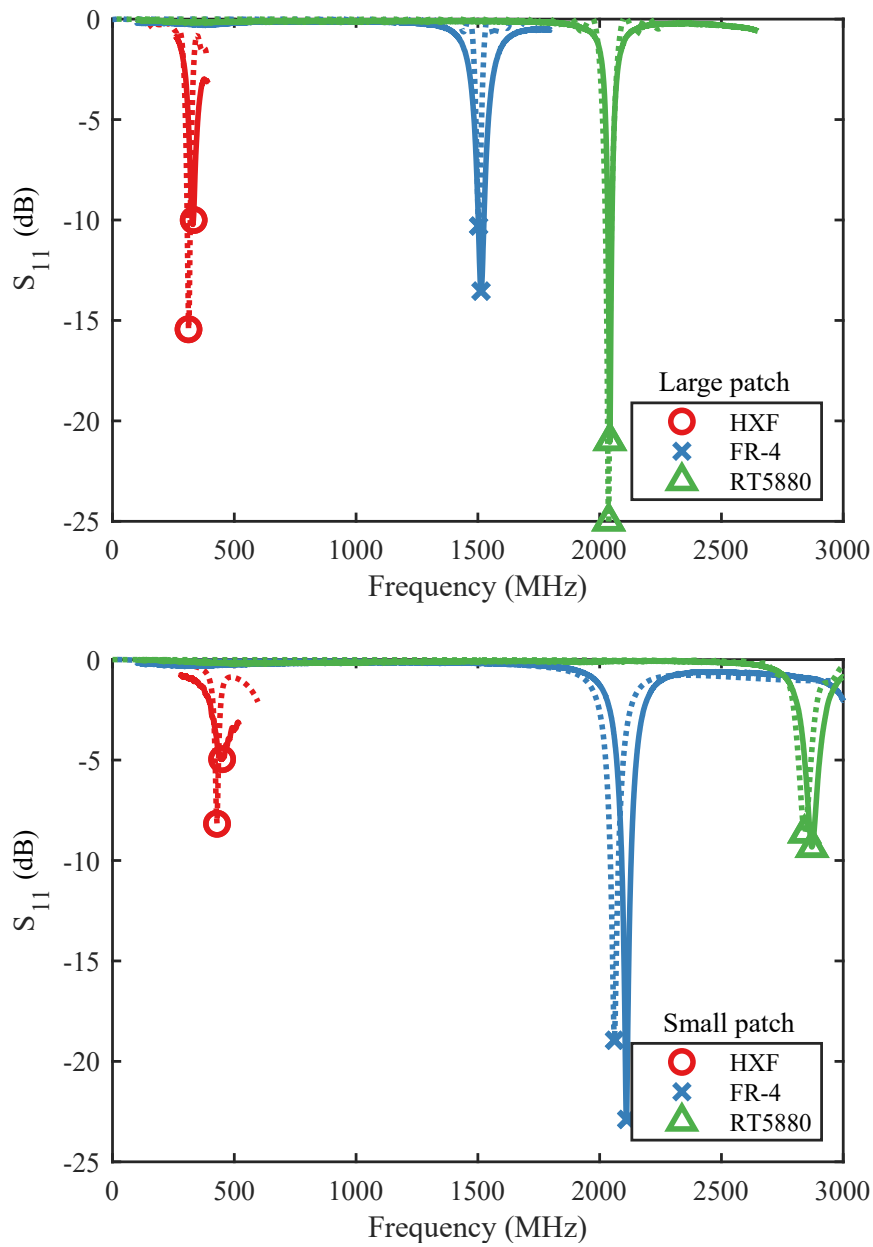 0
-5
-10
-15
-20
-25
S11 (dB)
Large patch
HXF
FR-4
RT5880
0 500 1000 1500 2000 2500 3000
Frequency (MHz)
0
-5
-10
-15
-20
-25
S11 (dB)
Small patch
HXF
FR-4
RT5880
0 500 1000 1500 2000 2500 3000
Frequency (MHz)